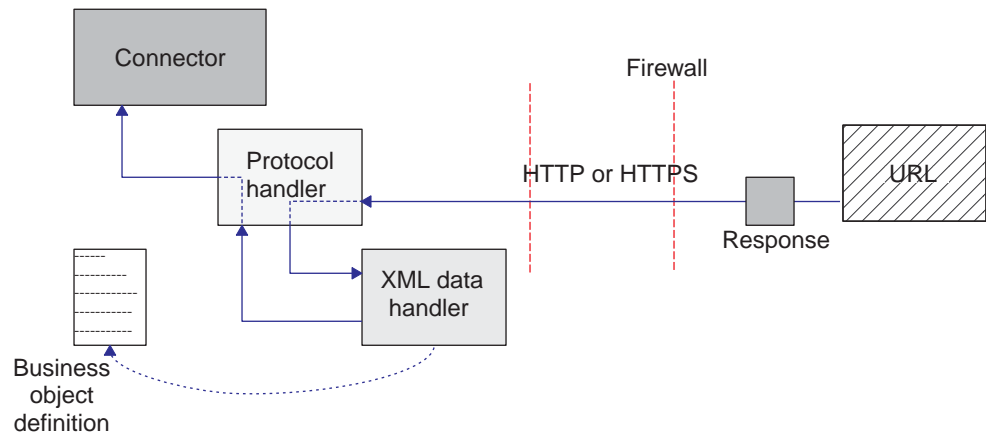 Connector
Firewall
Protocol
handler
HTTP or HTTPS
URL
Response
XML data
handler
Business
object
definition